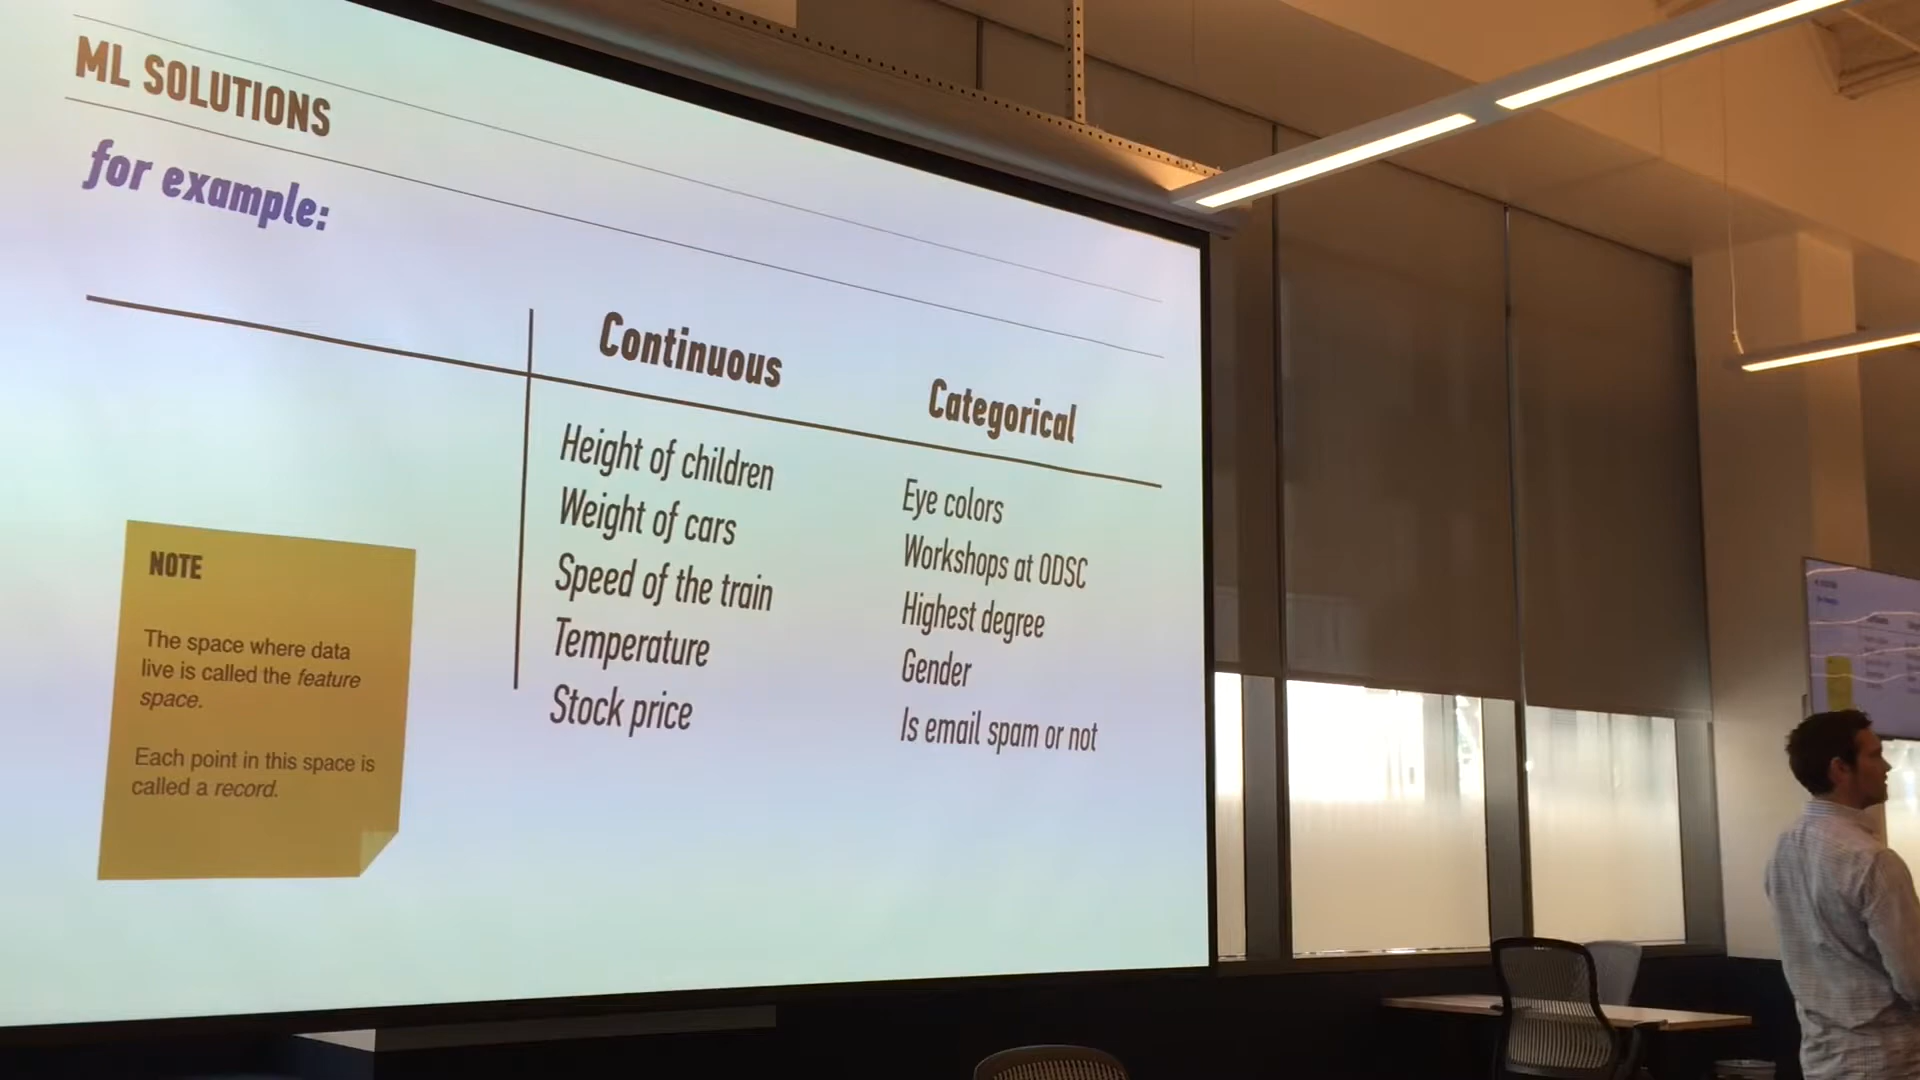 ML SOLUTIONS
for example:
Continuous
Categorical
Height of children
Weight of cars
Speed of the train
Temperature
Stock price
Eye colors
Workshops at ODSC
Highest degree
Gender
Is email spam or not
NOTE
The space where data
live is called the feature
space.
Each point in this space is
called a record.